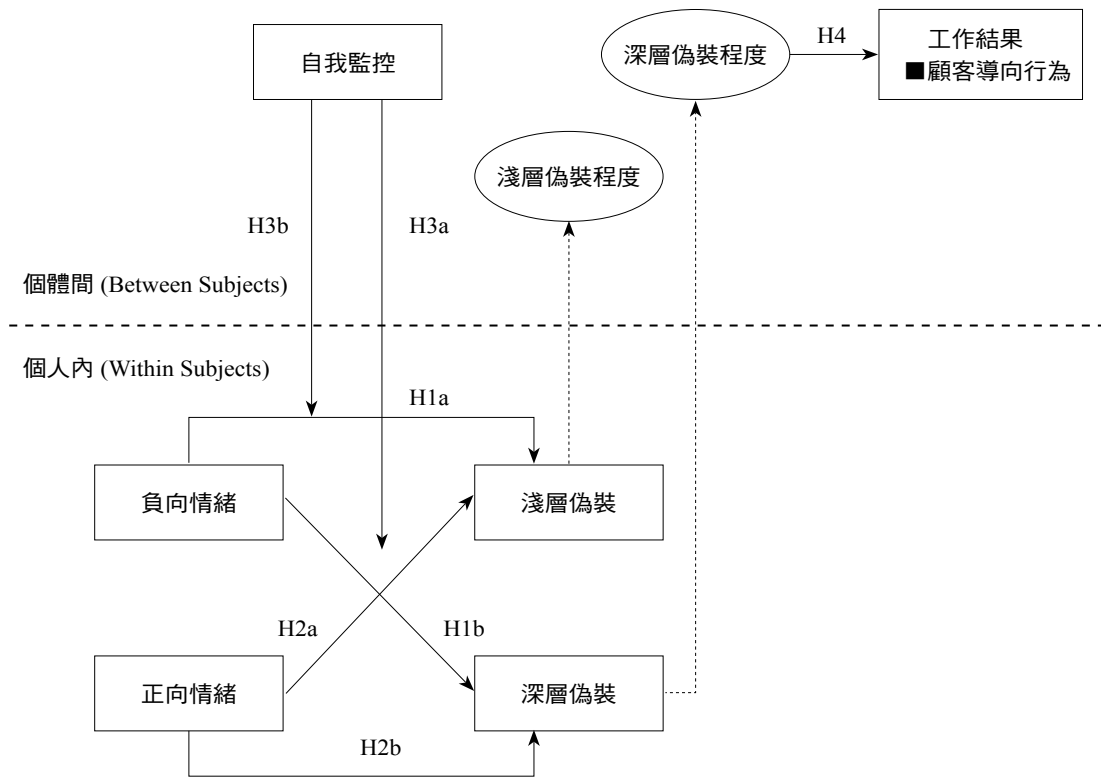 自我監控
深層偽裝程度
H4
工作結果
■顧客導向行為
淺層偽裝程度
H3b
H3a
個體間 (Between Subjects)
個人內 (Within Subjects)
H1a
負向情緒
淺層偽裝
H2a
H1b
正向情緒
深層偽裝
H2b